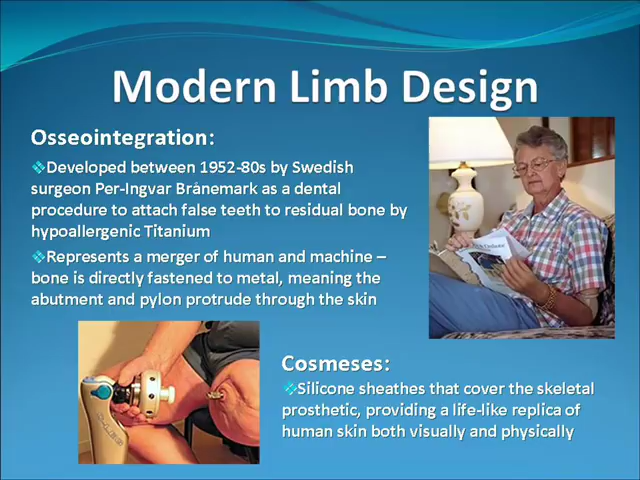 Modern Limb Design
Osseointegration:
Developed between 1952-80s by Swedish
surgeon Per-Ingvar Brånemark as a dental
procedure to attach false teeth to residual bone by
hypoallergenic Titanium
Represents a merger of human and machine –
bone is directly fastened to metal, meaning the
abutment and pylon protrude through the skin
Cosmeses:
Silicone sheathes that cover the skeletal
prosthetic, providing a life-like replica of
human skin both visually and physically